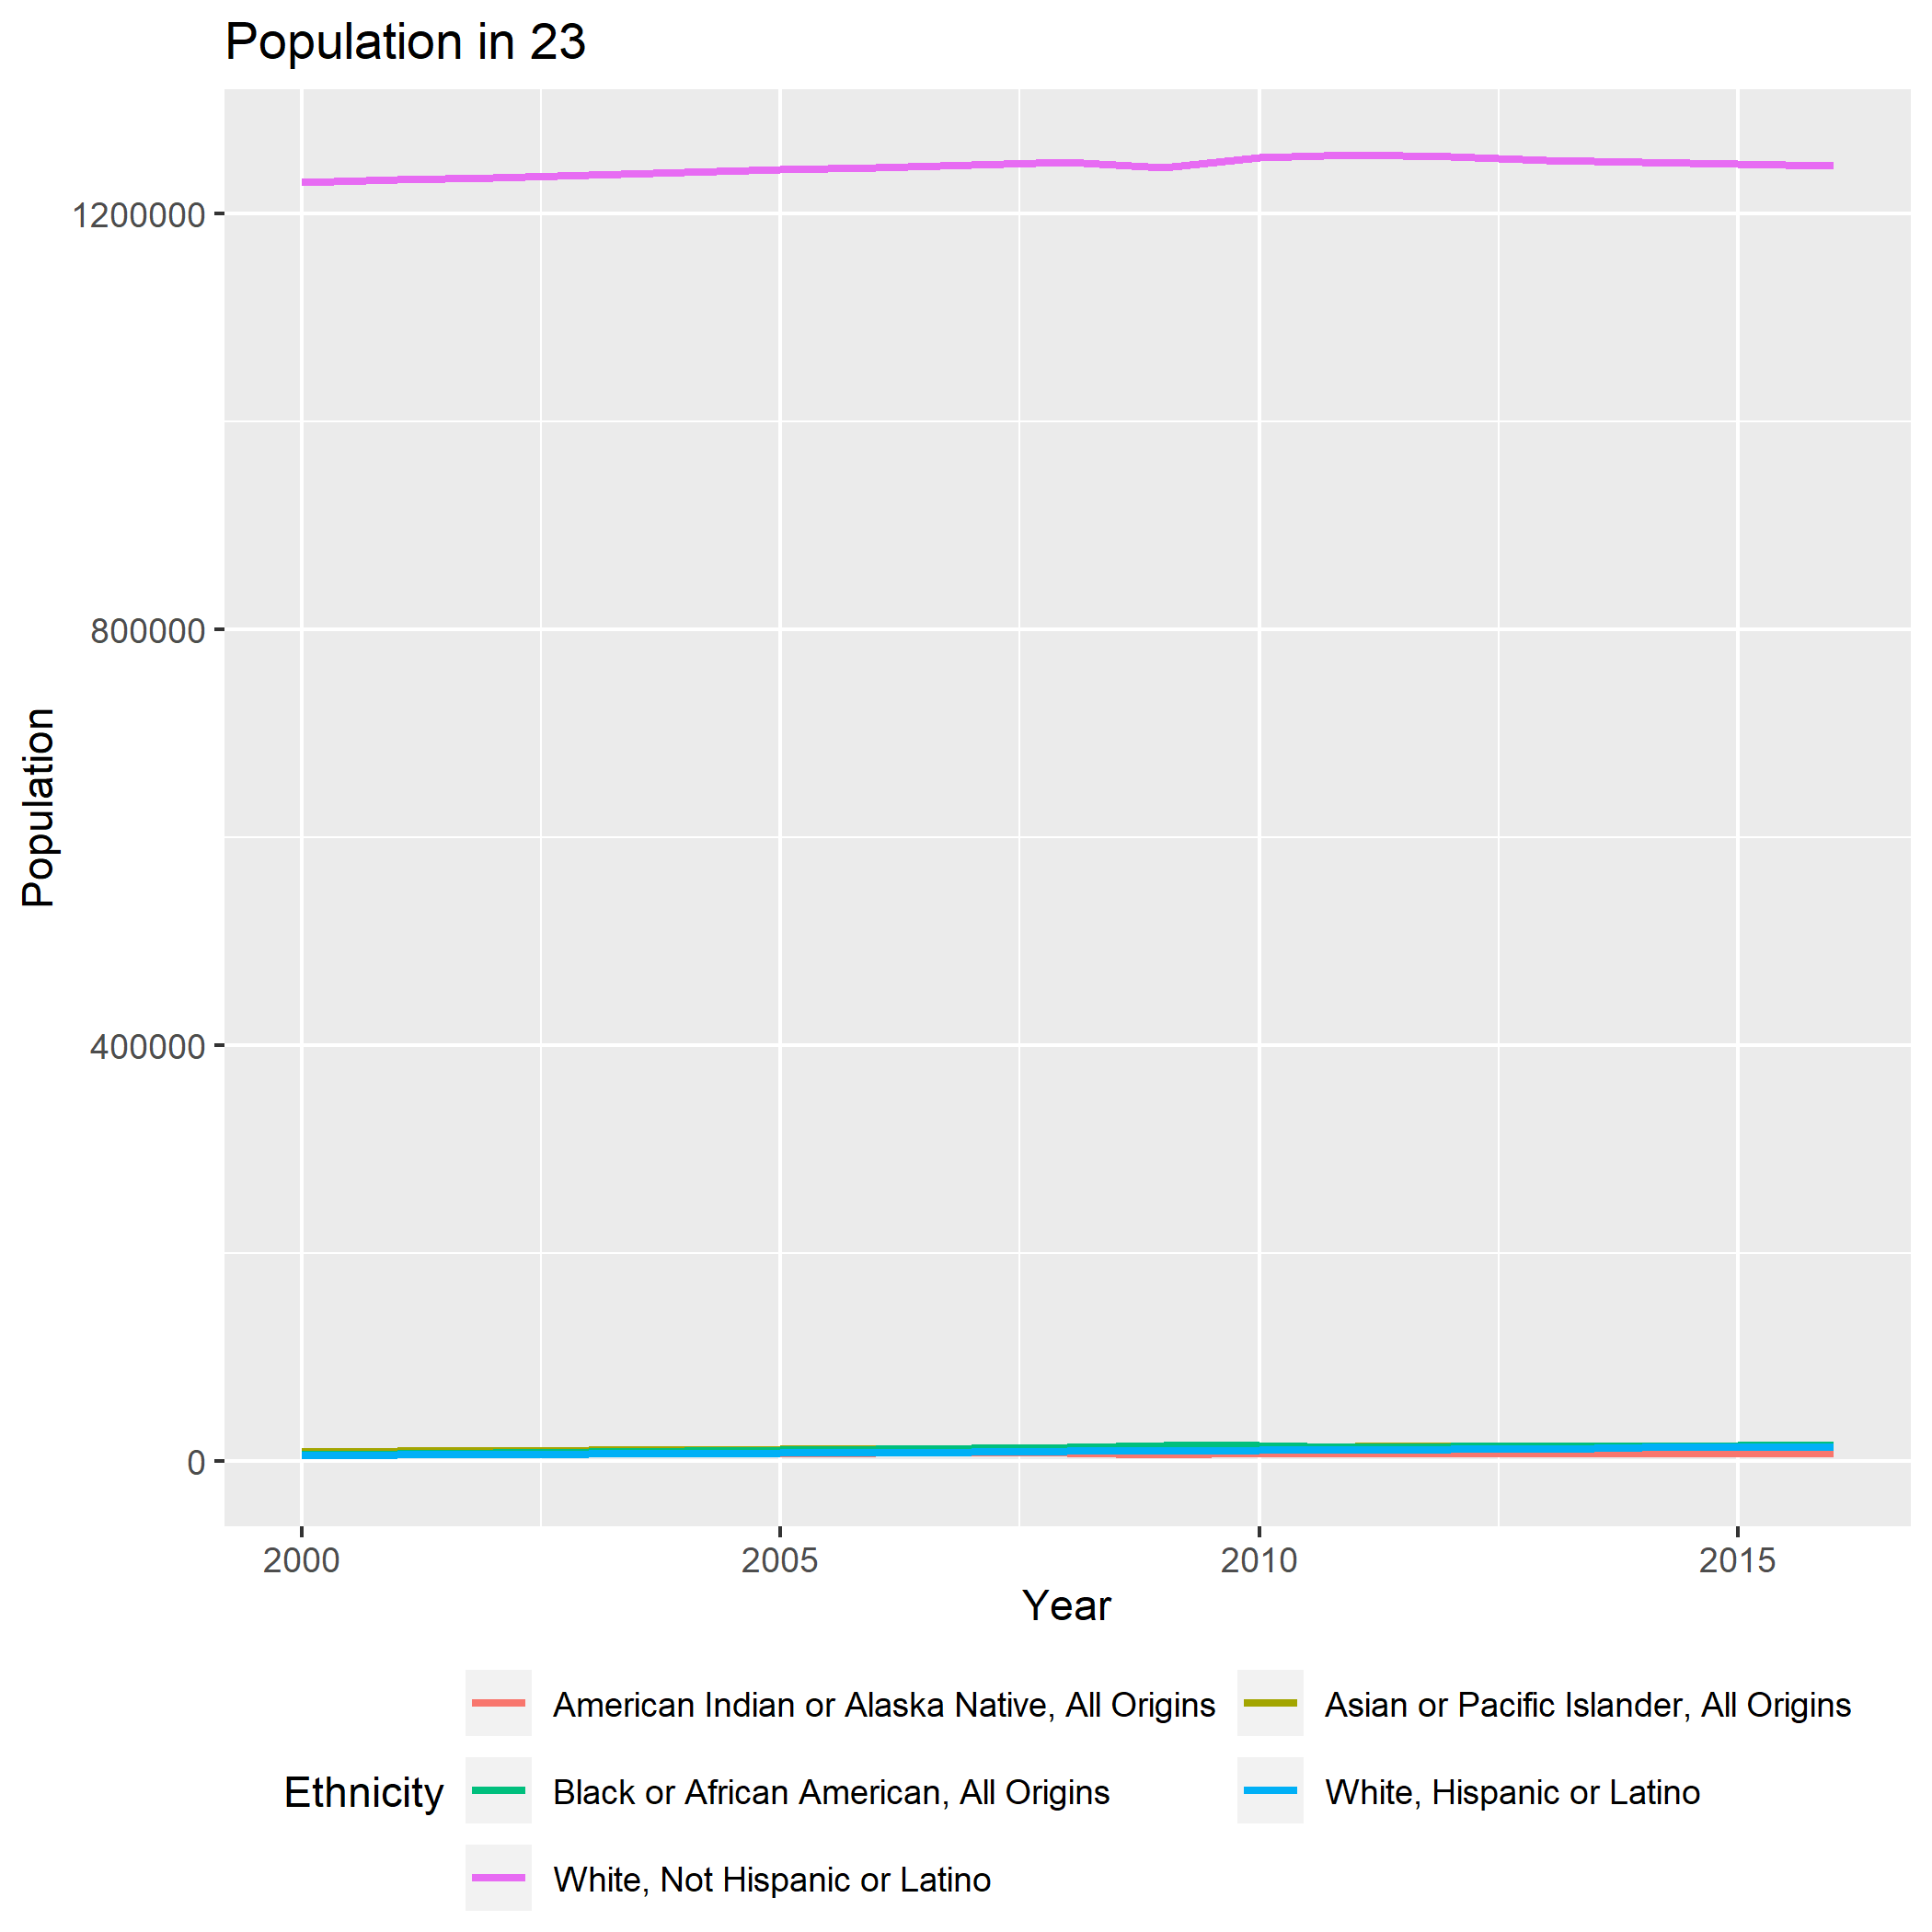 Population in 23
1200000
800000
400000
0
Population
2000 2005 2010 2015
Year
Ethnicity
American Indian or Alaska Native, All Origins
Asian or Pacific Islander, All Origins
Black or African American, All Origins
White, Hispanic or Latino
White, Not Hispanic or Latino